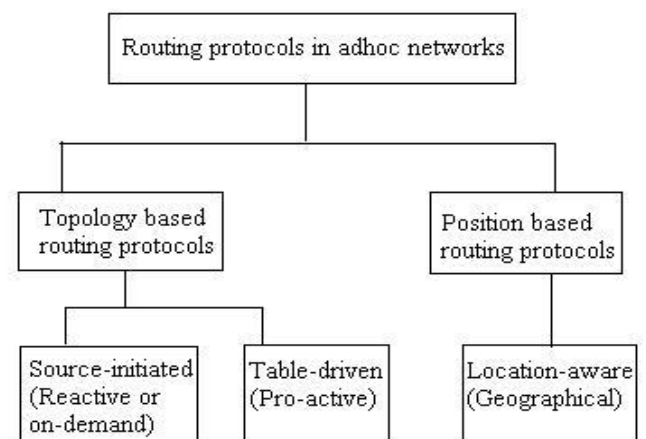 Routing protocols in adhoc networks
Topology based
routing protocols
Position based
routing protocols
Source-initiated
(Reactive or
on-demand)
Table-driven
(Pro-active)
Location-aware
(Geographical)